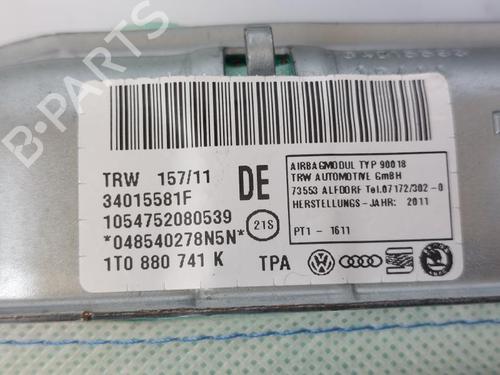 B-PARTS
TRW 157/11
34015581F
1054752080539
*048540278N5N*
1T0 880 741 K
DE
21S
TPA
AIRBAGMODUL TYP 90018
TRW AUTOMOTIVE GmBH
73553 ALFDORF Tel.07172/302-0
HERSTELLUNGS-JAHR: 2011
PT1 - 1611